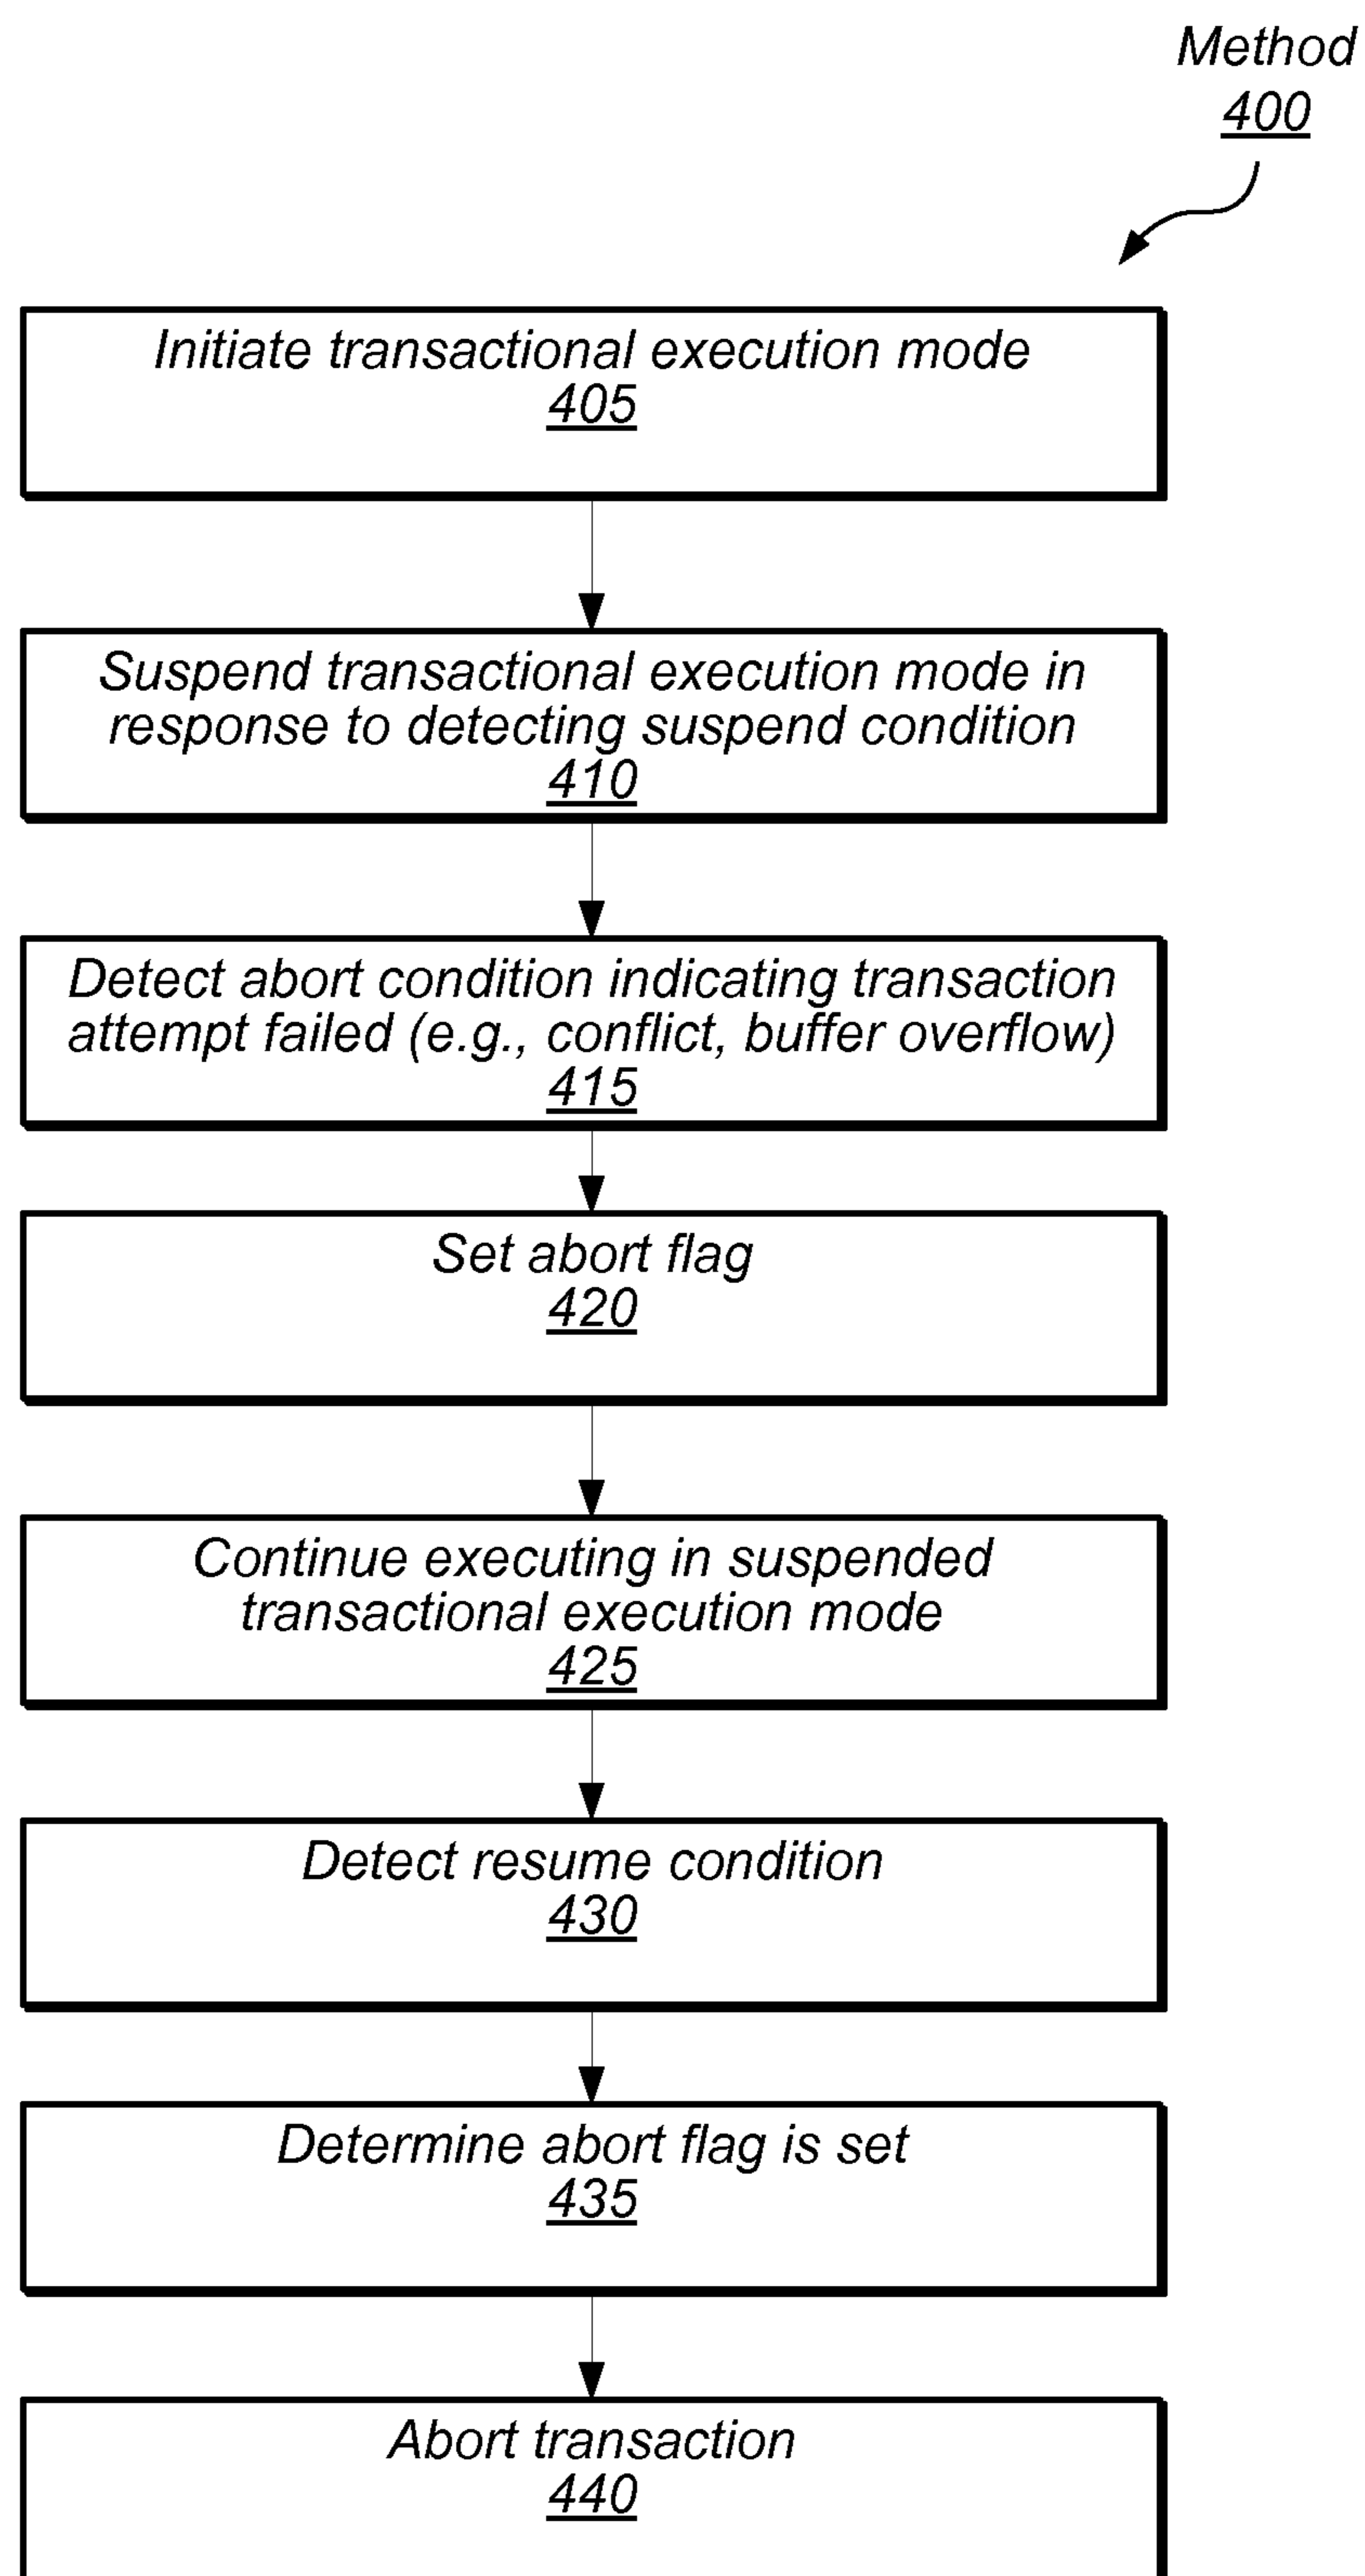 Method
400
Initiate transactional execution mode
405
Suspend transactional execution mode in
response to detecting suspend condition
410
Detect abort condition indicating transaction
attempt failed (e.g., conflict, buffer overflow)
415
Set abort flag
420
Continue executing in suspended
transactional execution mode
425
Detect resume condition
430
Determine abort flag is set
435
Abort transaction
440